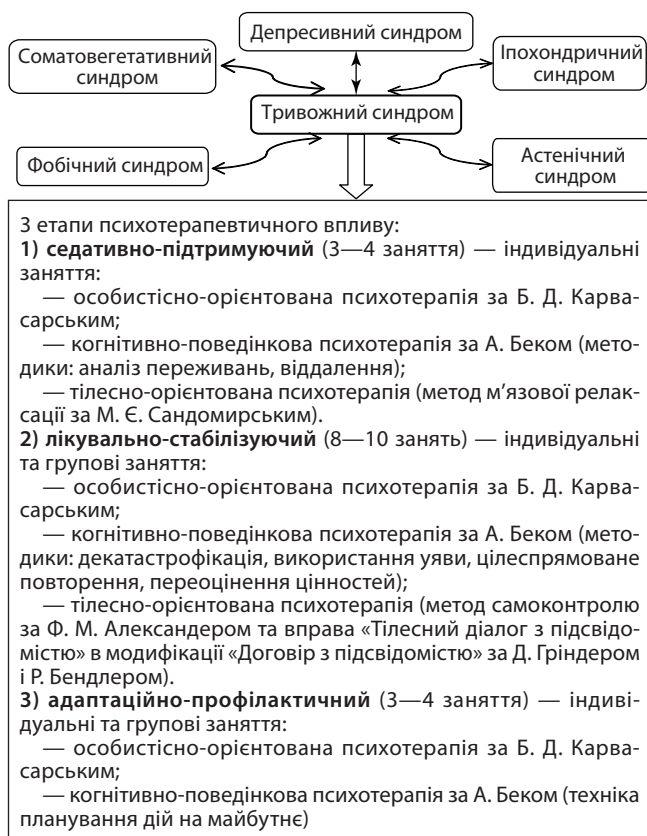 Депресивний синдром
Соматовегетативний
синдром
Іпохондричний
синдром
Тривожний синдром
Фобічний синдром
Астенічний
синдром
3 етапи психотерапевтичного впливу:
1) седативно-підтримуючий (3—4 заняття) — індивідуальні
заняття:
— особистісно-орієнтована психотерапія за Б. Д. Карва-
сарським;
— когнітивно-поведінкова психотерапія за А. Беком (мето-
дики: аналіз переживань, віддалення);
— тілесно-орієнтована психотерапія (метод м’язової релак-
сації за М. Є. Сандомирським).
2) лікувально-стабілізуючий (8—10 занять) — індивідуальні
та групові заняття:
— особистісно-орієнтована психотерапія за Б. Д. Карва-
сарським;
— когнітивно-поведінкова психотерапія за А. Беком (мето-
дики: декатастрофікація, використання уяви, цілеспрямоване
повторення, переоцінення цінностей);
— тілесно-орієнтована психотерапія (метод самоконтролю
за Ф. М. Александером та вправа «Тілесний діалог з підсвідо-
містю» в модифікації «Договір з підсвідомістю» за Д. Гріндером
і Р. Бендлером).
3) адаптаційно-профілактичний (3—4 заняття) — індиві-
дуальні та групові заняття:
— особистісно-орієнтована психотерапія за Б. Д. Карва-
сарським;
— когнітивно-поведінкова психотерапія за А. Беком (техніка
планування дій на майбутнє)